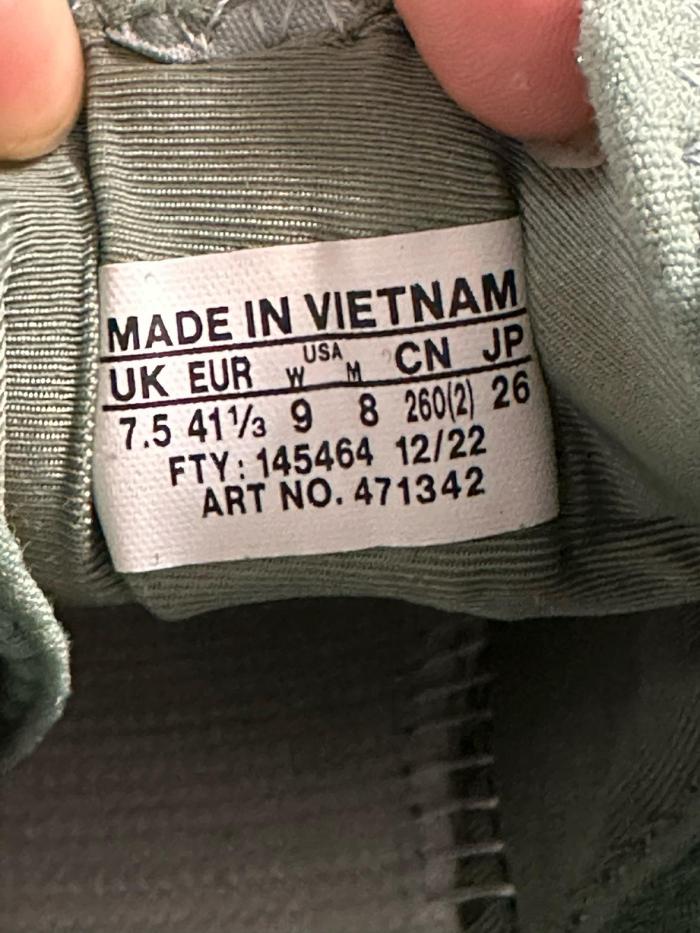 MADE IN VIETNAM
UK EUR USA CN JP
W M
7.5 41⅓ 9 8 260(2) 26
FTY: 145464 12/22
ART NO. 471342